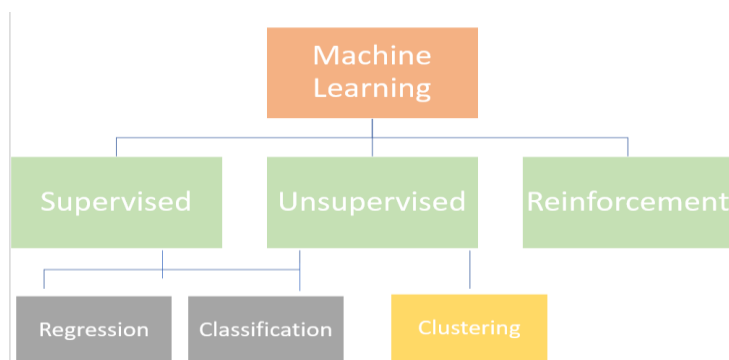 Machine
Learning
Supervised
Unsupervised
Reinforcement
Regression
Classification
Clustering